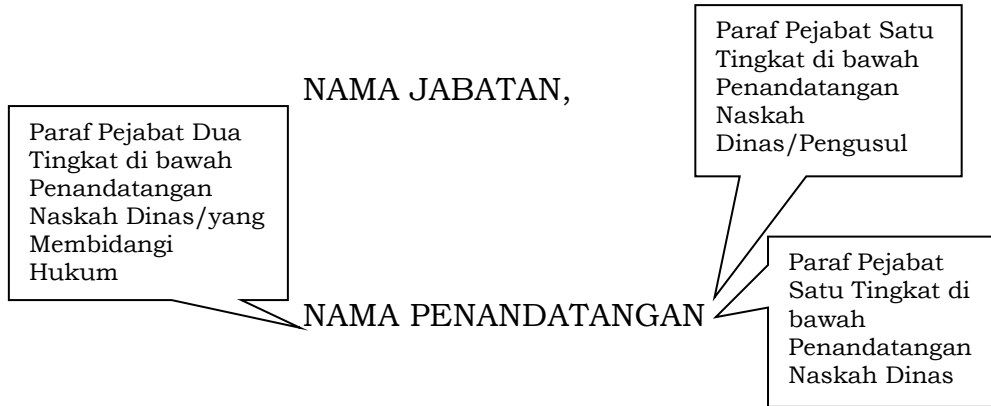 Paraf Pejabat Satu
Tingkat di bawah
Penandatangan
Naskah
Dinas/Pengusul
NAMA JABATAN,
Paraf Pejabat Dua
Tingkat di bawah
Penandatangan
Naskah Dinas/yang
Membidangi
Hukum
NAMA PENANDATANGAN
Paraf Pejabat
Satu Tingkat di
bawah
Penandatangan
Naskah Dinas